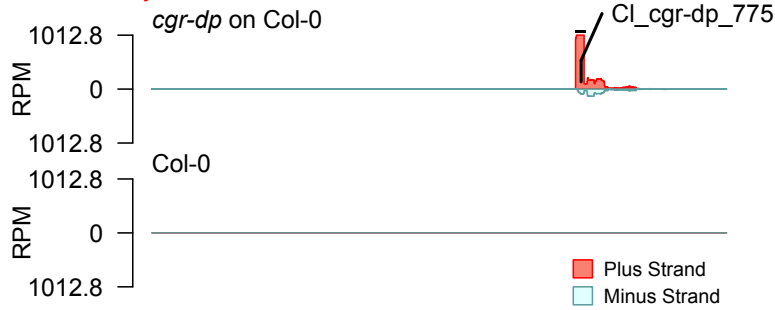 cgr-dp on Col-0
Cl_cgr-dp_775
RPM
1012.8
0
1012.8
Col-0
RPM
1012.8
0
1012.8
Plus Strand
Minus Strand